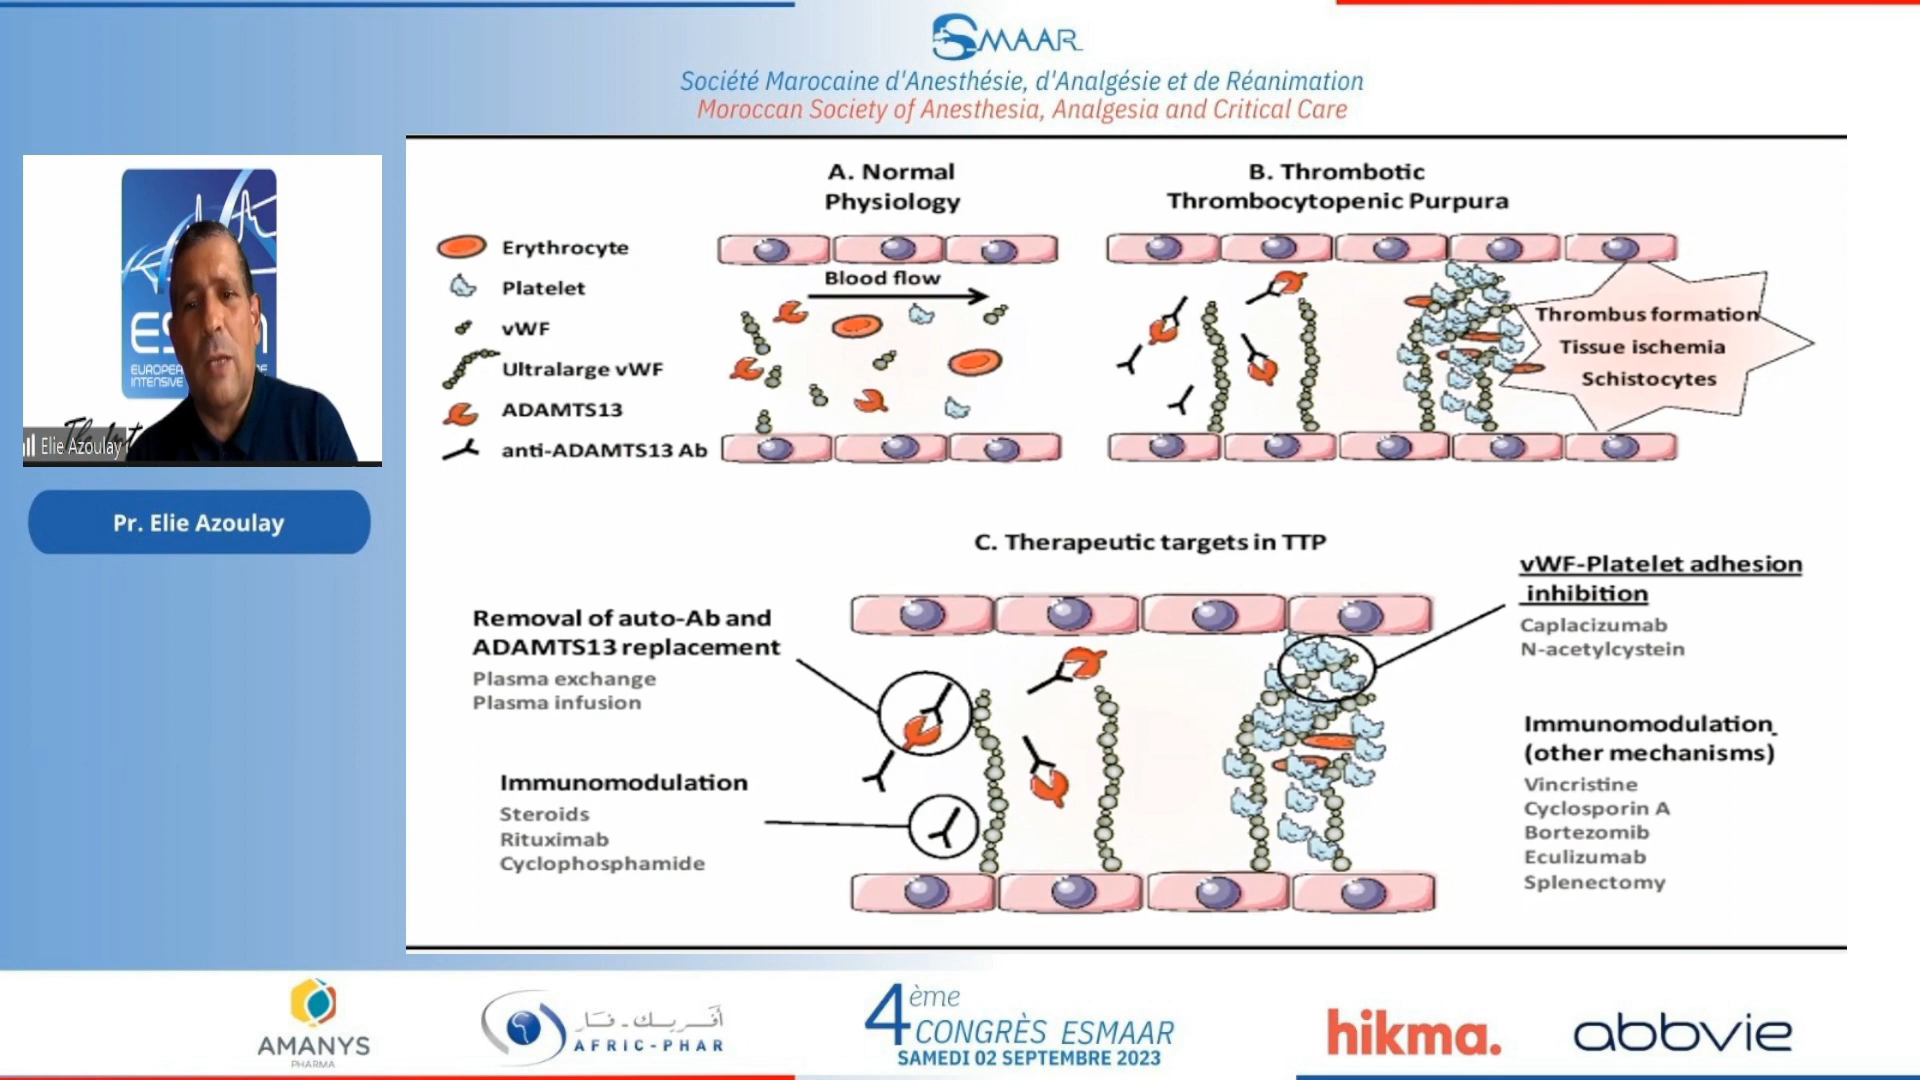 SMAAR
Société Marocaine d'Anesthésie, d'Analgésie et de Réanimation
Moroccan Society of Anesthesia, Analgesia and Critical Care
EUROPEA
INTENSIVE
Elie Azoulay
Pr. Elie Azoulay
A. Normal
Physiology
B. Thrombotic
Thrombocytopenic Purpura
Erythrocyte
Platelet
vWF
Ultralarge vWF
ADAMTS13
anti-ADAMTS13 Ab
Blood flow
Thrombus formation
Tissue ischemia
Schistocytes
C. Therapeutic targets in TTP
Removal of auto-Ab and
ADAMTS13 replacement
Plasma exchange
Plasma infusion
Immunomodulation
Steroids
Rituximab
Cyclophosphamide
vWF-Platelet adhesion
inhibition
Caplacizumab
N-acetylcystein
Immunomodulation
(other mechanisms)
Vincristine
Cyclosporin A
Bortezomib
Eculizumab
Splenectomy
AMANYS
PHARMA
أفريك-فار
AFRIC-PHAR
4ème
CONGRÈS ESMAAR
SAMEDI 02 SEPTEMBRE 2023
hikma.
abbvie